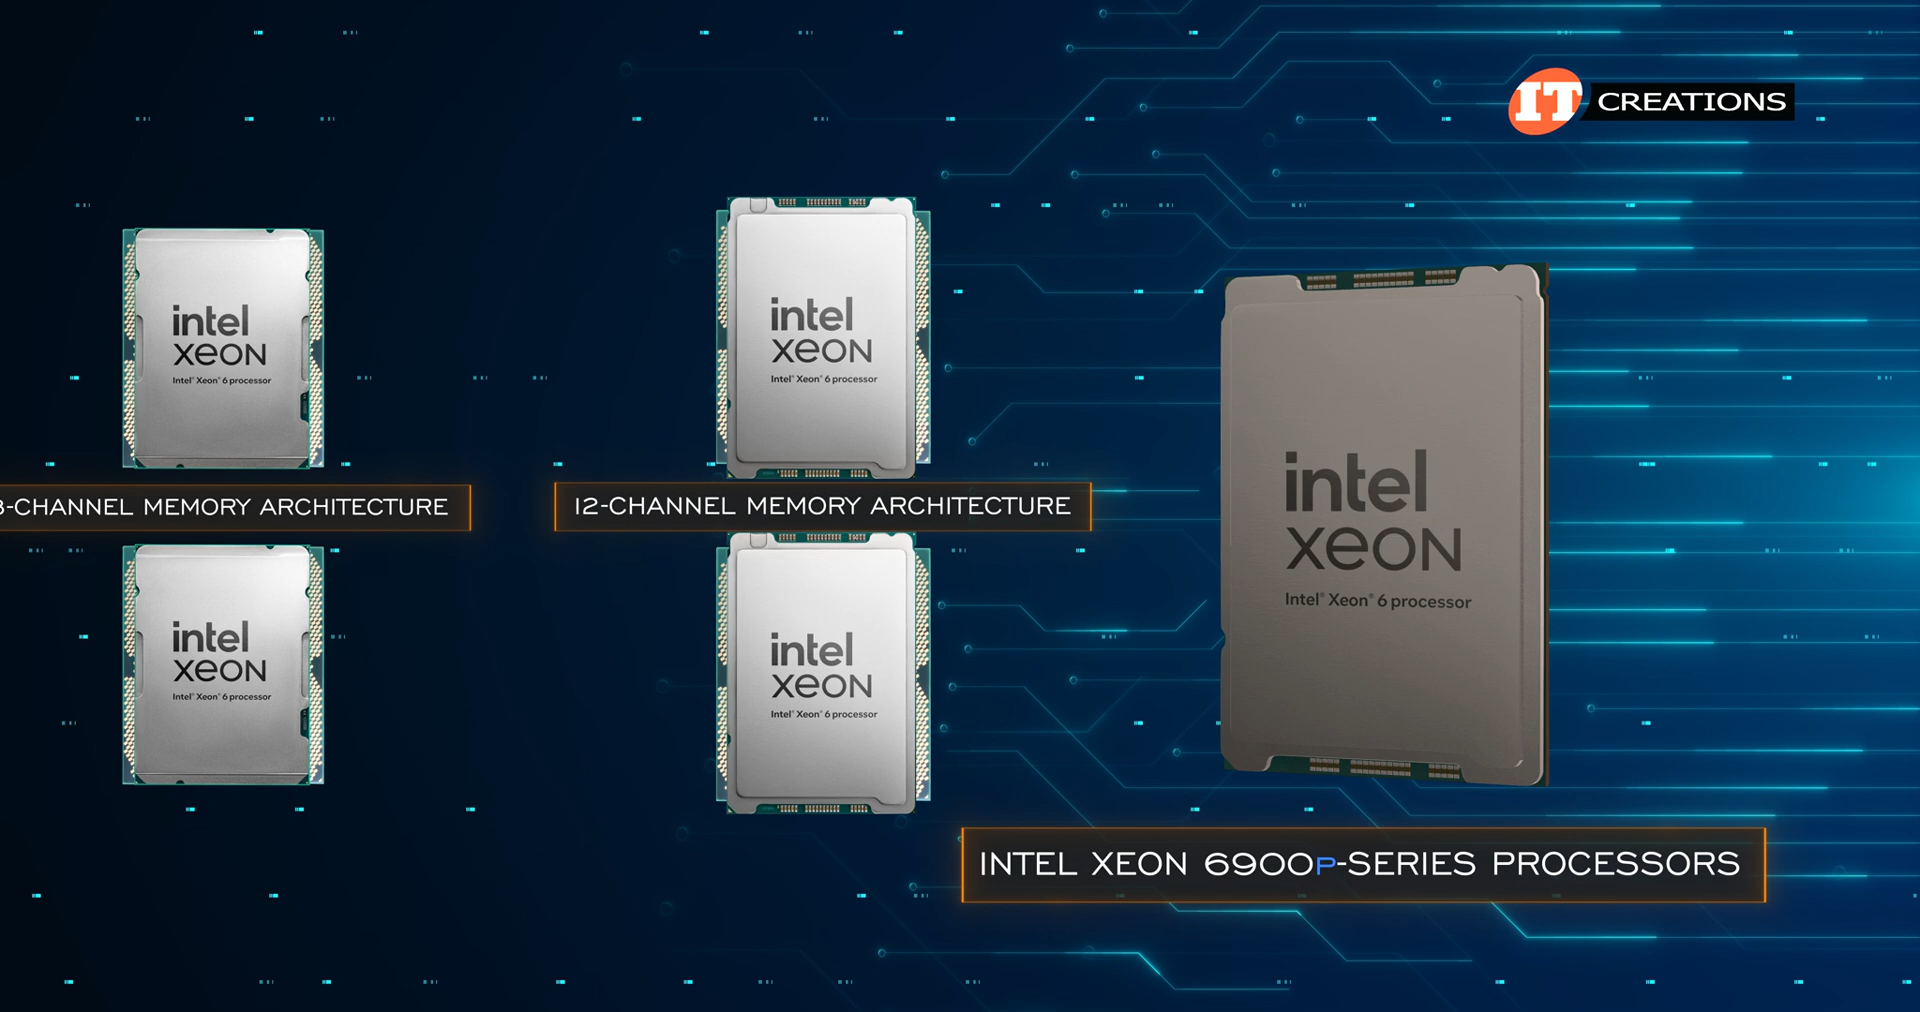 IT CREATIONS
intel
xeon
Intel® Xeon® 6 processor
intel
xeon
Intel® Xeon® 6 processor
intel
xeon
Intel® Xeon® 6 processor
-CHANNEL MEMORY ARCHITECTURE
12-CHANNEL MEMORY ARCHITECTURE
intel
xeon
Intel® Xeon® 6 processor
intel
xeon
Intel® Xeon® 6 processor
INTEL XEON 6900P-SERIES PROCESSORS